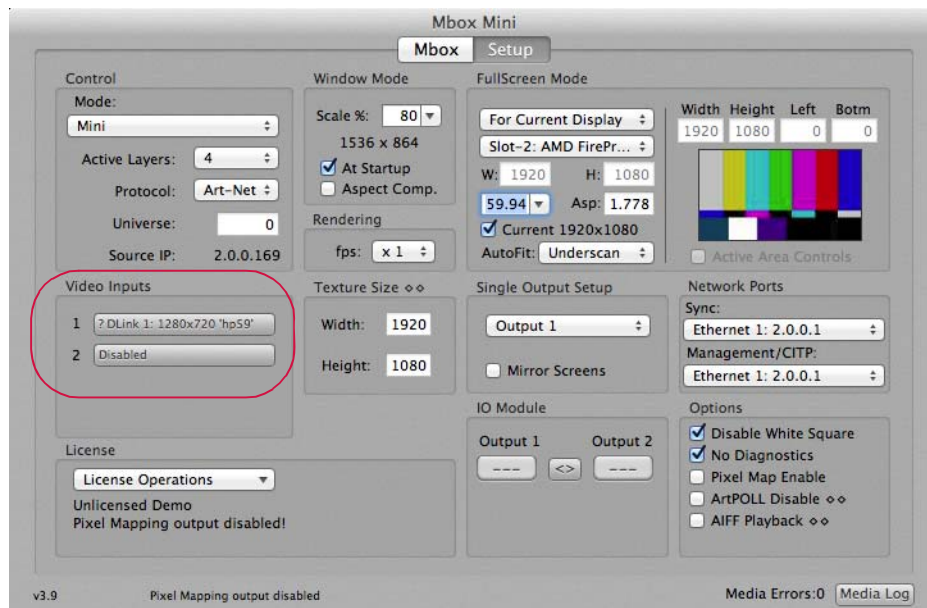 Mbox Mini
Mbox Setup
Control
Mode:
Mini
Active Layers: 4
Protocol: Art-Net
Universe: 0
Source IP: 2.0.0.169
Window Mode
Scale %: 80
1536 x 864
At Startup
Aspect Comp.
Rendering
fps: x 1
FullScreen Mode
For Current Display
Slot-2: AMD FirePr...
W: 1920 H: 1080
59.94 Asp: 1.778
Current 1920x1080
AutoFit: Underscan
Width Height Left Botm
1920 1080 0 0
Active Area Controls
Video Inputs
1 ? DLink 1: 1280x720 'hp59'
2 Disabled
Texture Size ◇◇
Width: 1920
Height: 1080
Single Output Setup
Output 1
Mirror Screens
Network Ports
Sync:
Ethernet 1: 2.0.0.1
Management/CITP:
Ethernet 1: 2.0.0.1
License
License Operations
Unlicensed Demo
Pixel Mapping output disabled!
IO Module
Output 1 Output 2
--- <> ---
Options
Disable White Square
No Diagnostics
Pixel Map Enable
ArtPOLL Disable ◇◇
AIFF Playback ◇◇
v3.9 Pixel Mapping output disabled Media Errors:0 Media Log